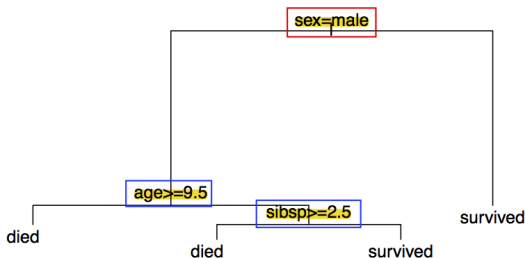 sex=male
age>=9.5
sibsp>=2.5
survived
died
died
survived